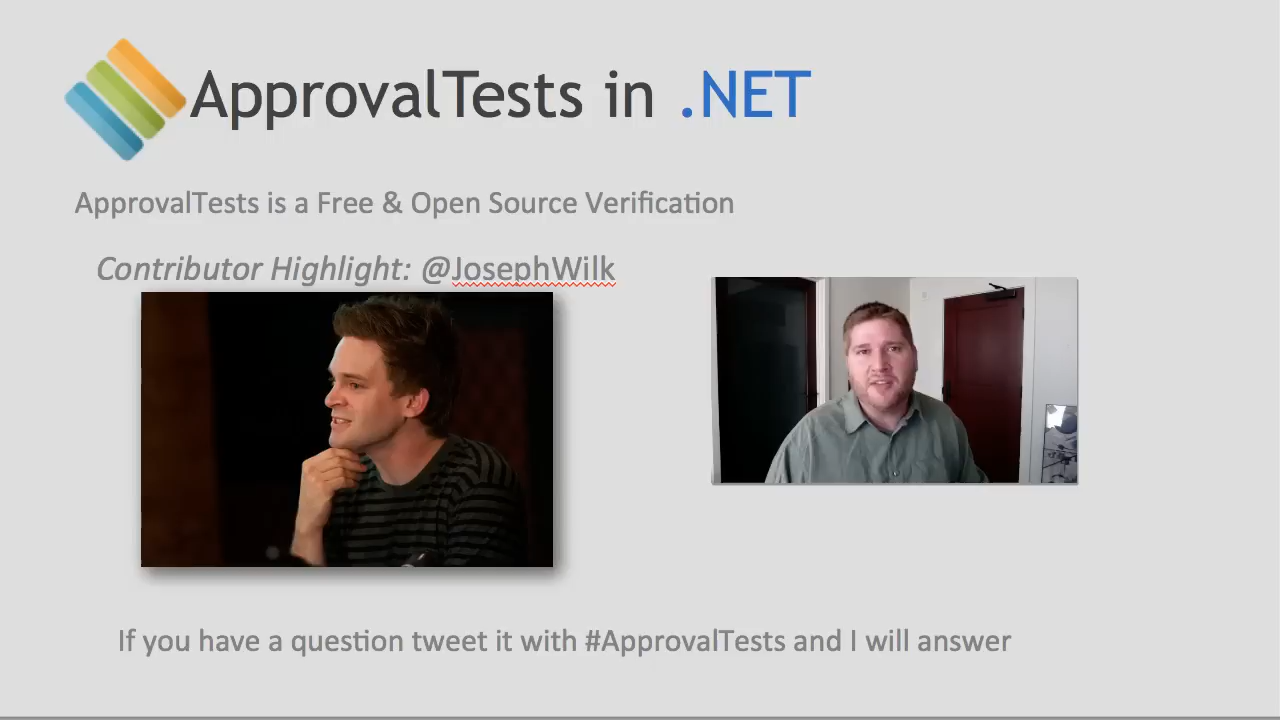 ApprovalTests in .NET
ApprovalTests is a Free & Open Source Verification
Contributor Highlight: @JosephWilk
If you have a question tweet it with #ApprovalTests and I will answer